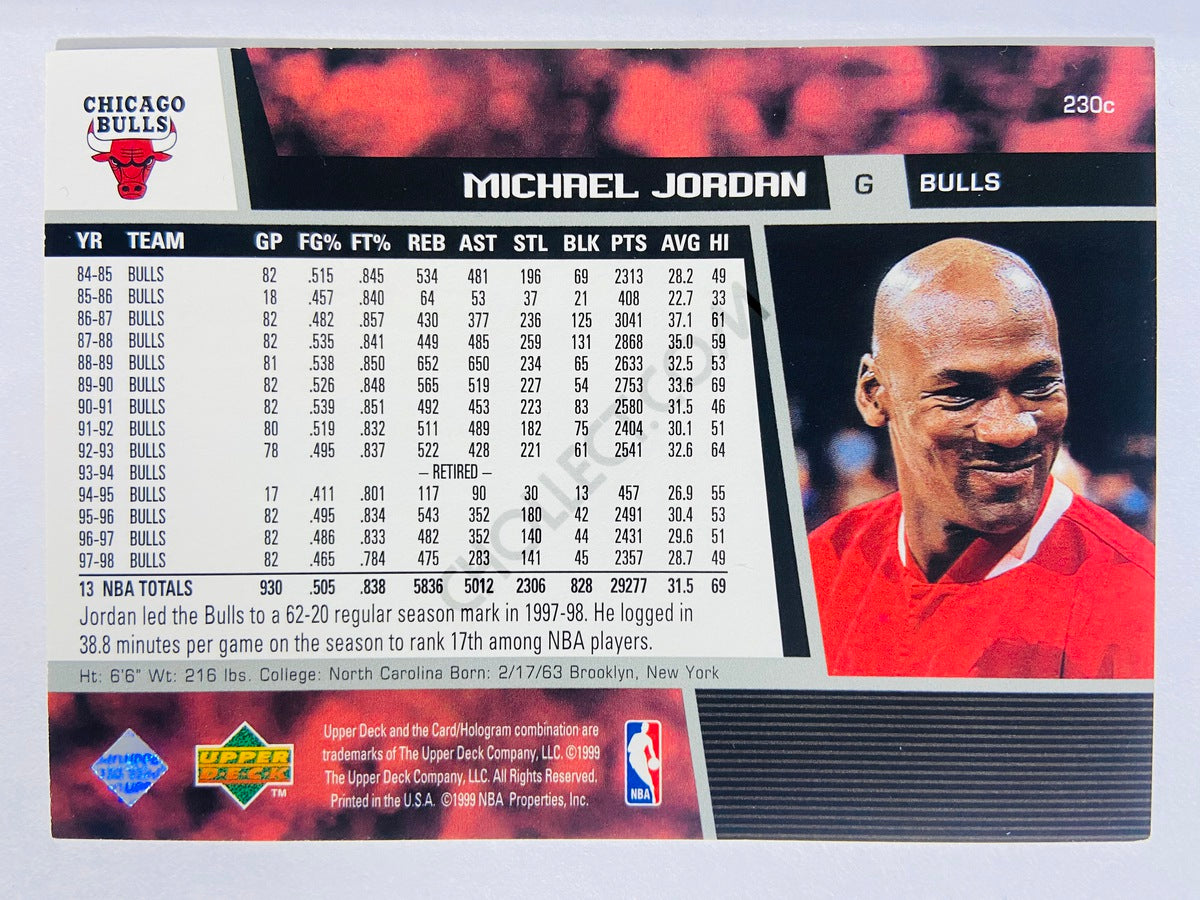 CHICAGO
BULLS
230c
MICHAEL JORDAN G BULLS
YR TEAM GP FG% FT% REB AST STL BLK PTS AVG HI
84-85 BULLS 82 .515 .845 534 481 196 69 2313 28.2 49
85-86 BULLS 18 .457 .840 64 53 37 21 408 22.7 33
86-87 BULLS 82 .482 .857 430 377 236 125 3041 37.1 61
87-88 BULLS 82 .535 .841 449 485 259 131 2868 35.0 59
88-89 BULLS 81 .538 .850 652 650 234 65 2633 32.5 53
89-90 BULLS 82 .526 .848 565 519 227 54 2753 33.6 69
90-91 BULLS 82 .539 .851 492 453 223 83 2580 31.5 46
91-92 BULLS 80 .519 .832 511 489 182 75 2404 30.1 51
92-93 BULLS 78 .495 .837 522 428 221 61 2541 32.6 64
93-94 BULLS – RETIRED –
94-95 BULLS 17 .411 .801 117 90 30 13 457 26.9 55
95-96 BULLS 82 .495 .834 543 352 180 42 2491 30.4 53
96-97 BULLS 82 .486 .833 482 352 140 44 2431 29.6 51
97-98 BULLS 82 .465 .784 475 283 141 45 2357 28.7 49
13 NBA TOTALS 930 .505 .838 5836 5012 2306 828 29277 31.5 69
Jordan led the Bulls to a 62-20 regular season mark in 1997-98. He logged in
38.8 minutes per game on the season to rank 17th among NBA players.
Ht: 6'6" Wt: 216 lbs. College: North Carolina Born: 2/17/63 Brooklyn, New York
UPPER
DECK
TM
Upper Deck and the Card/Hologram combination are
trademarks of The Upper Deck Company, LLC. ©1999
The Upper Deck Company, LLC. All Rights Reserved.
Printed in the U.S.A. ©1999 NBA Properties, Inc.
NBA